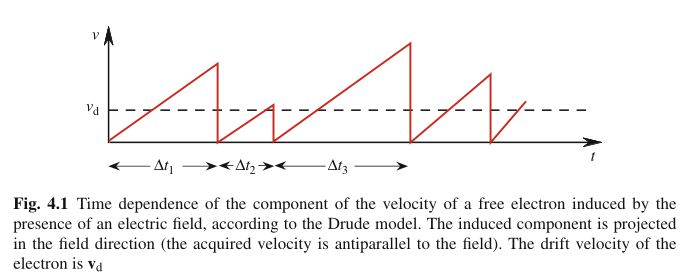 v
v_d
Δt₁
Δt₂
Δt₃
t
Fig. 4.1 Time dependence of the component of the velocity of a free electron induced by the
presence of an electric field, according to the Drude model. The induced component is projected
in the field direction (the acquired velocity is antiparallel to the field). The drift velocity of the
electron is v_d